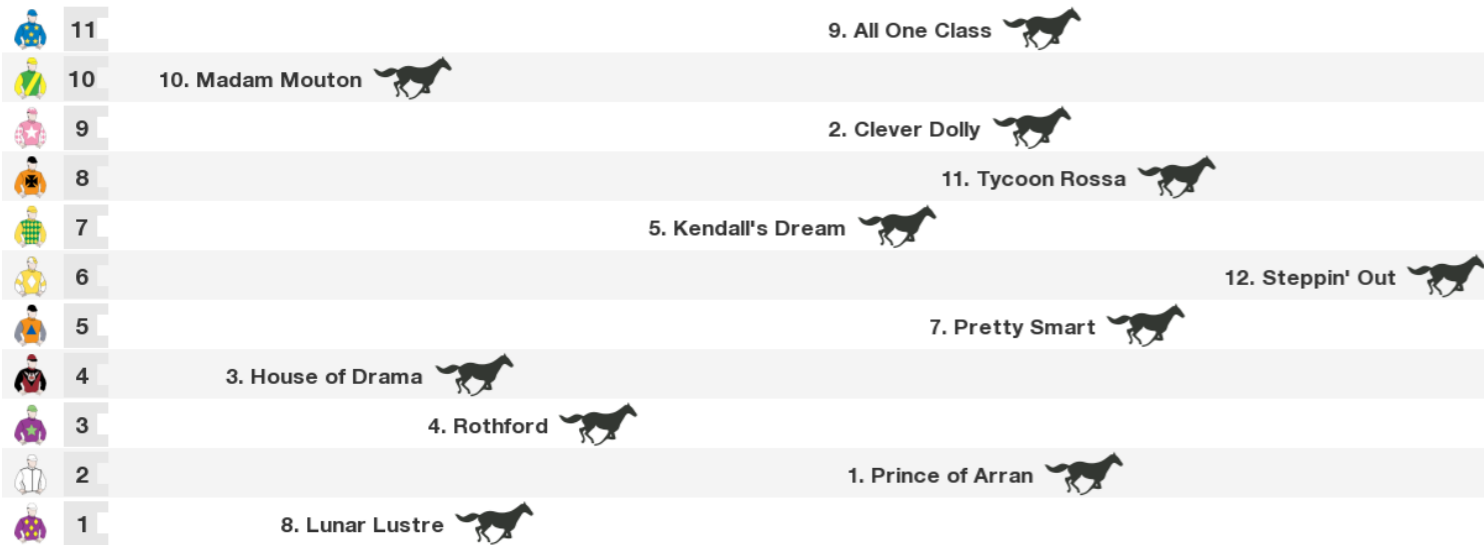 11 9. All One Class
10 10. Madam Mouton
9 2. Clever Dolly
8 11. Tycoon Rossa
7 5. Kendall's Dream
6 12. Steppin' Out
5 7. Pretty Smart
4 3. House of Drama
3 4. Rothford
2 1. Prince of Arran
1 8. Lunar Lustre